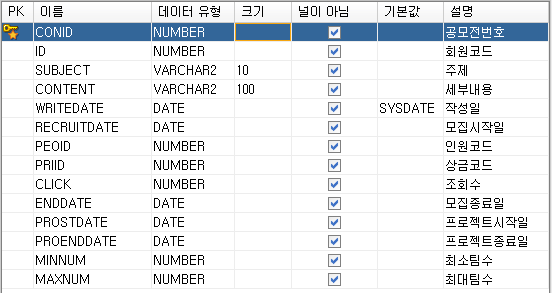 PK 이름 데이터 유형 크기 널이 아님 기본값 설명
CONID NUMBER 공모전번호
ID NUMBER 회원코드
SUBJECT VARCHAR2 10 주제
CONTENT VARCHAR2 100 세부내용
WRITEDATE DATE SYSDATE 작성일
RECRUITDATE DATE 모집시작일
PEOID NUMBER 인원코드
PRIID NUMBER 상금코드
CLICK NUMBER 조회수
ENDDATE DATE 모집종료일
PROSTDATE DATE 프로젝트시작일
PROENDDATE DATE 프로젝트종료일
MINNUM NUMBER 최소팀수
MAXNUM NUMBER 최대팀수